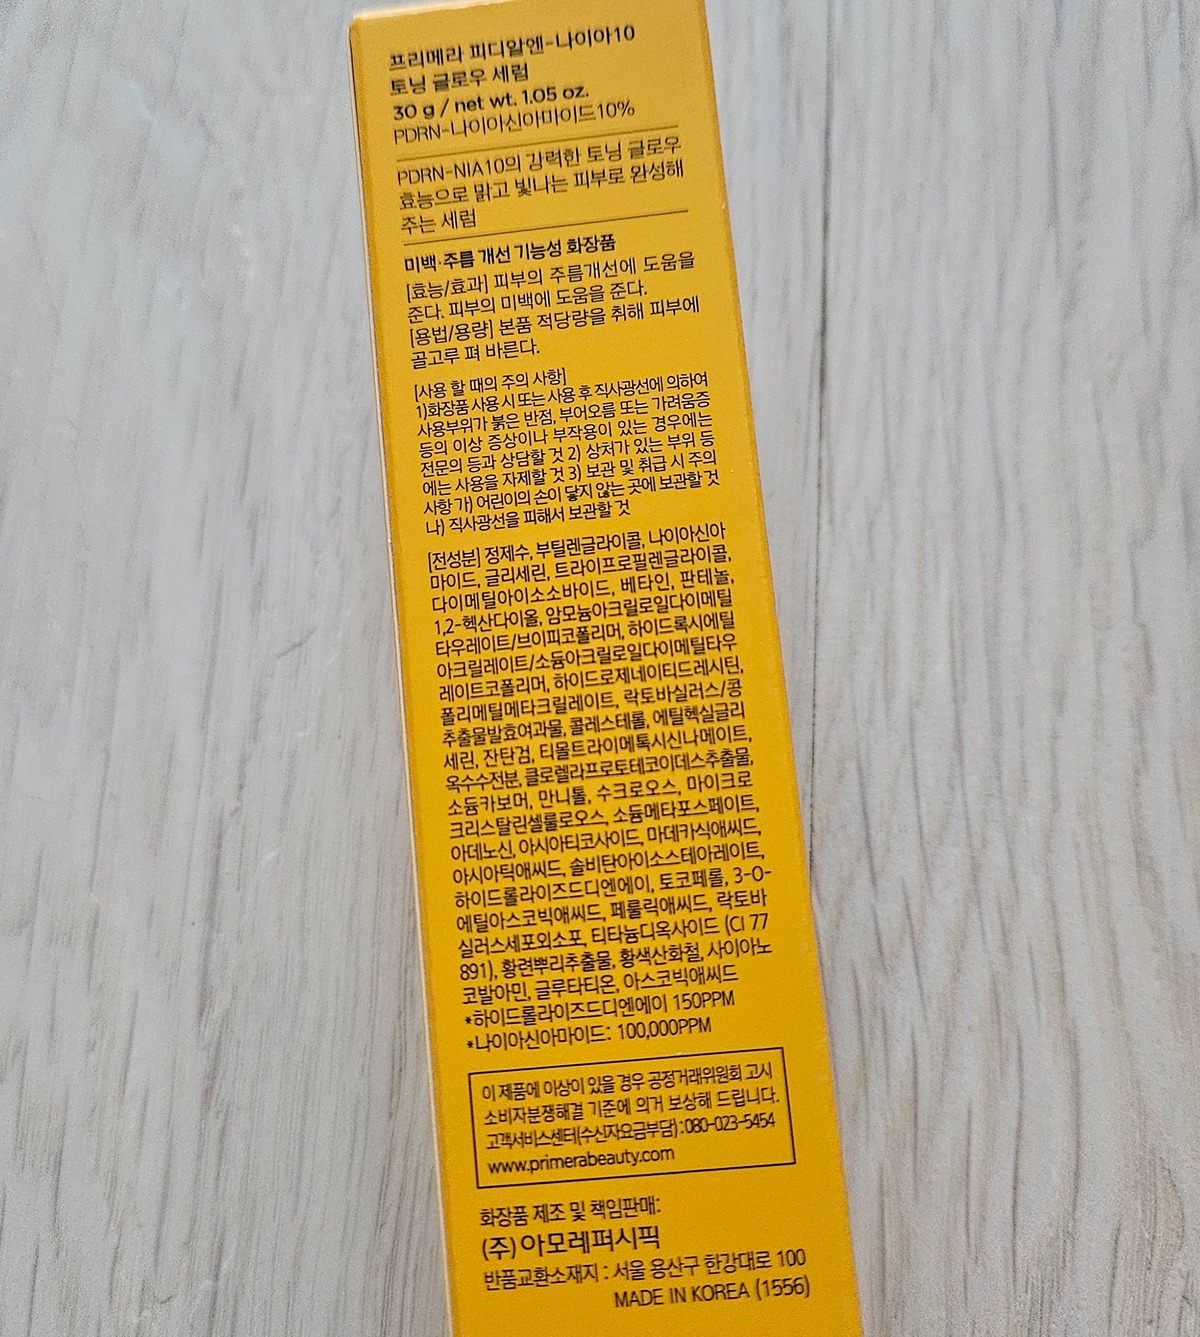 프리메라 피디알엔-나이아10
토닝 글로우 세럼
30 g / net wt. 1.05 oz.
PDRN-나이아신아마이드10%
PDRN-NIA10의 강력한 토닝 글로우
효능으로 맑고 빛나는 피부로 완성해
주는 세럼
미백·주름 개선 기능성 화장품
[효능/효과] 피부의 주름개선에 도움을
준다. 피부의 미백에 도움을 준다.
[용법/용량] 본품 적당량을 취해 피부에
골고루 펴 바른다.
[사용 할 때의 주의 사항]
1)화장품 사용 시 또는 사용 후 직사광선에 의하여
사용부위가 붉은 반점, 부어오름 또는 가려움증
등의 이상 증상이나 부작용이 있는 경우에는
전문의 등과 상담할 것 2) 상처가 있는 부위 등
에는 사용을 자제할 것 3) 보관 및 취급 시 주의
사항 가) 어린이의 손이 닿지 않는 곳에 보관할 것
나) 직사광선을 피해서 보관할 것
[전성분] 정제수, 부틸렌글라이콜, 나이아신아
마이드, 글리세린, 트라이프로필렌글라이콜,
다이메틸아이소소바이드, 베타인, 판테놀,
1,2-헥산다이올, 암모늄아크릴로일다이메틸
타우레이트/브이피코폴리머, 하이드록시에틸
아크릴레이트/소듐아크릴로일다이메틸타우
레이트코폴리머, 하이드로제네이티드레시틴,
폴리메틸메타크릴레이트, 락토바실러스/콩
추출물발효여과물, 콜레스테롤, 에틸헥실글리
세린, 잔탄검, 티몰트라이메톡시신나메이트,
옥수수전분, 클로렐라프로토테코이데스추출물,
소듐카보머, 만니톨, 수크로오스, 마이크로
크리스탈린셀룰로오스, 소듐메타포스페이트,
아데노신, 아시아티코사이드, 마데카식애씨드,
아시아틱애씨드, 솔비탄아이소스테아레이트,
하이드롤라이즈드디엔에이, 토코페롤, 3-O-
에틸아스코빅애씨드, 페룰릭애씨드, 락토바
실러스세포외소포, 티타늄디옥사이드 (CI 77
891), 황련뿌리추출물, 황색산화철, 사이아노
코발아민, 글루타티온, 아스코빅애씨드
*하이드롤라이즈드디엔에이 150PPM
*나이아신아마이드: 100,000PPM
이 제품에 이상이 있을 경우 공정거래위원회 고시
소비자분쟁해결 기준에 의거 보상해 드립니다.
고객서비스센터(수신자요금부담) : 080-023-5454
www.primerabeauty.com
화장품 제조 및 책임판매:
(주)아모레퍼시픽
반품교환소재지 : 서울 용산구 한강대로 100
MADE IN KOREA (1556)